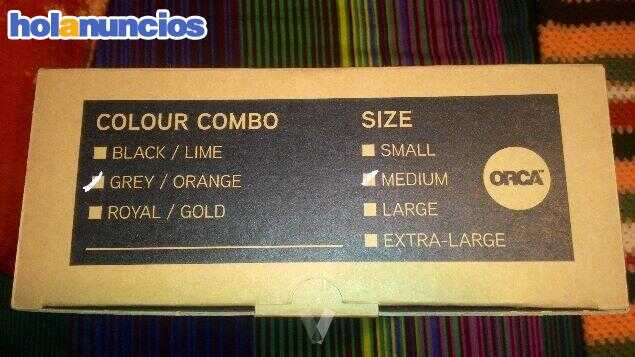 holanuncios
COLOUR COMBO
BLACK / LIME
GREY / ORANGE
ROYAL / GOLD
SIZE
SMALL
MEDIUM
LARGE
EXTRA-LARGE
ORCA